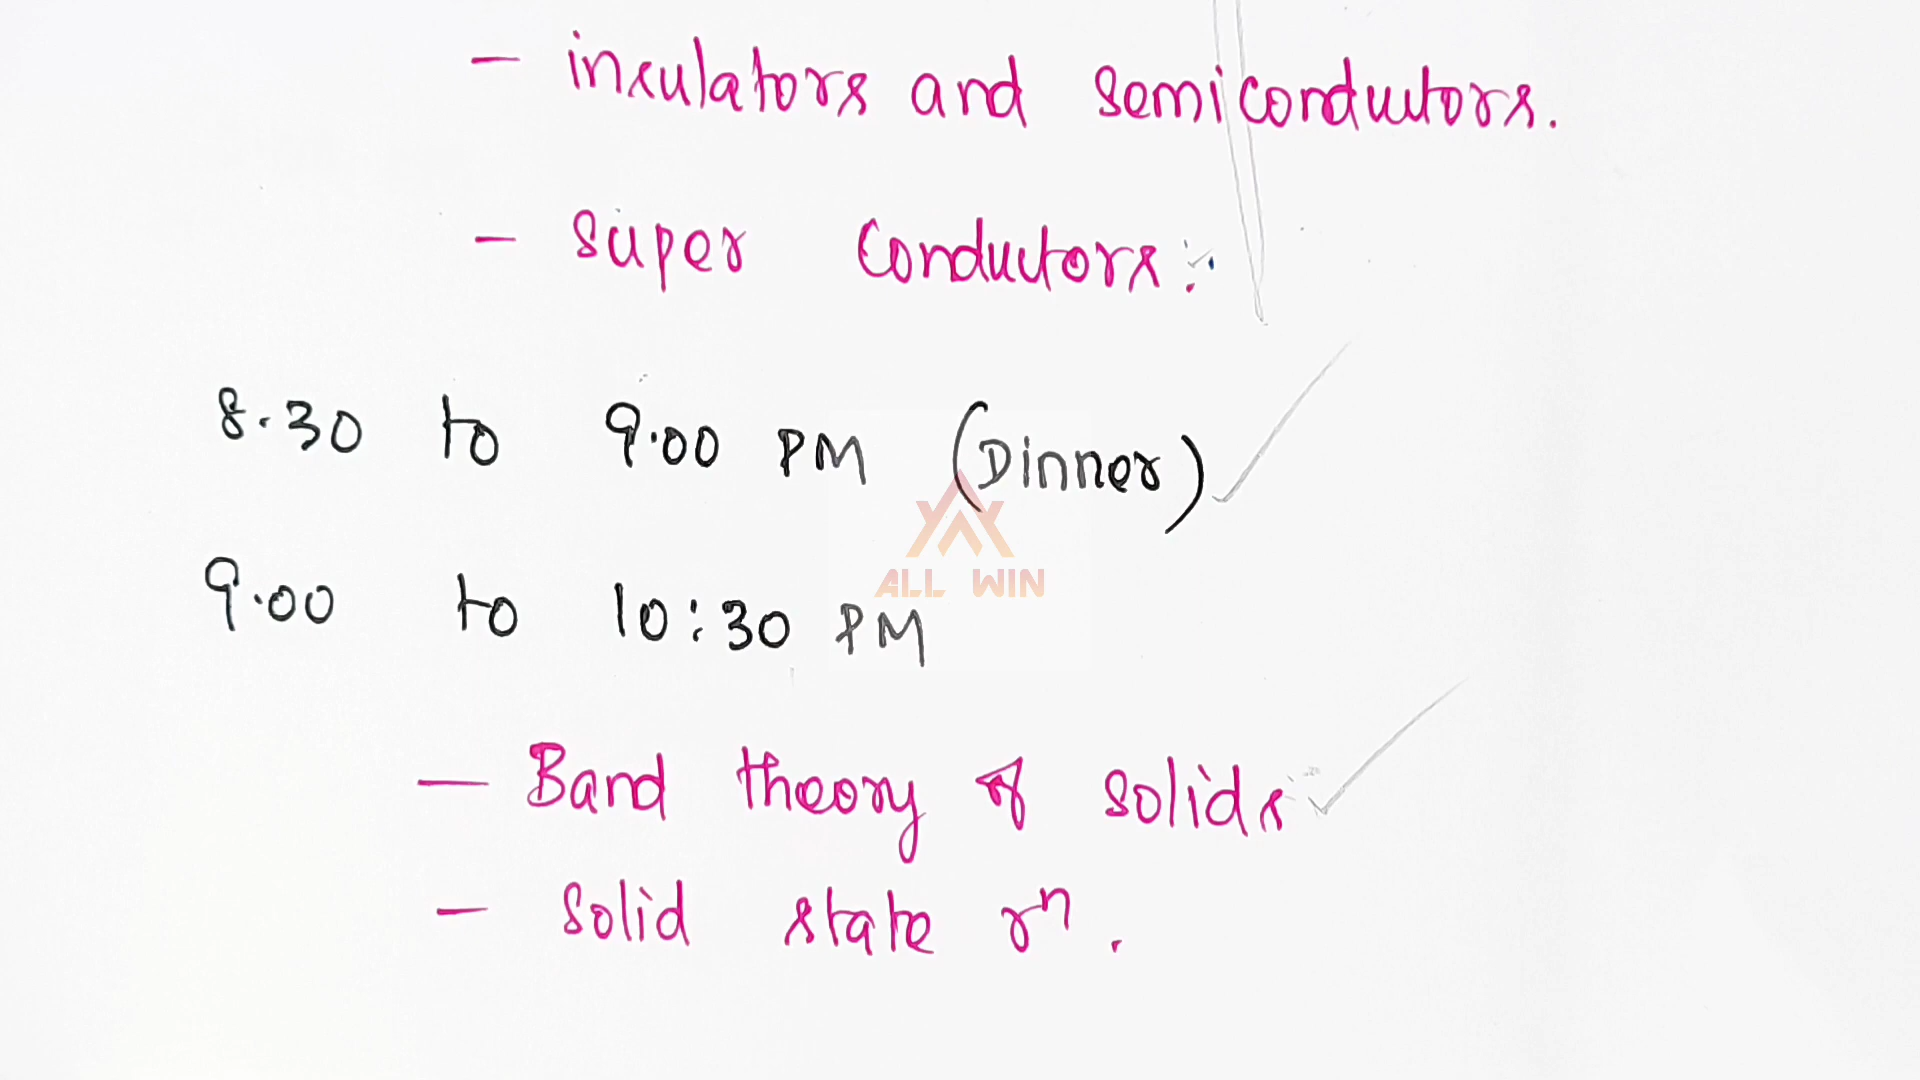 - insulators and semiconductors.
- super conductors :-
8.30 to 9.00 PM (Dinner)
ALL WIN
9.00 to 10:30 PM
- Band theory of solids
- solid state rⁿ.